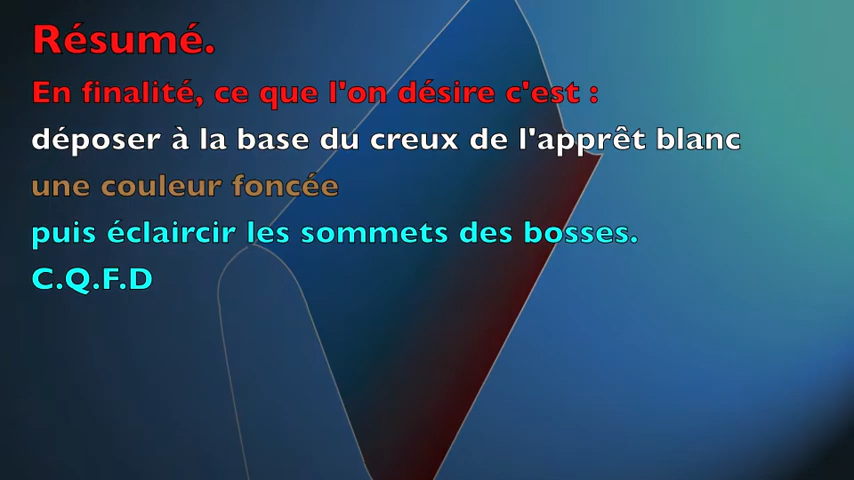 Résumé.
En finalité, ce que l'on désire c'est :
déposer à la base du creux de l'apprêt blanc
une couleur foncée
puis éclaircir les sommets des bosses.
C.Q.F.D